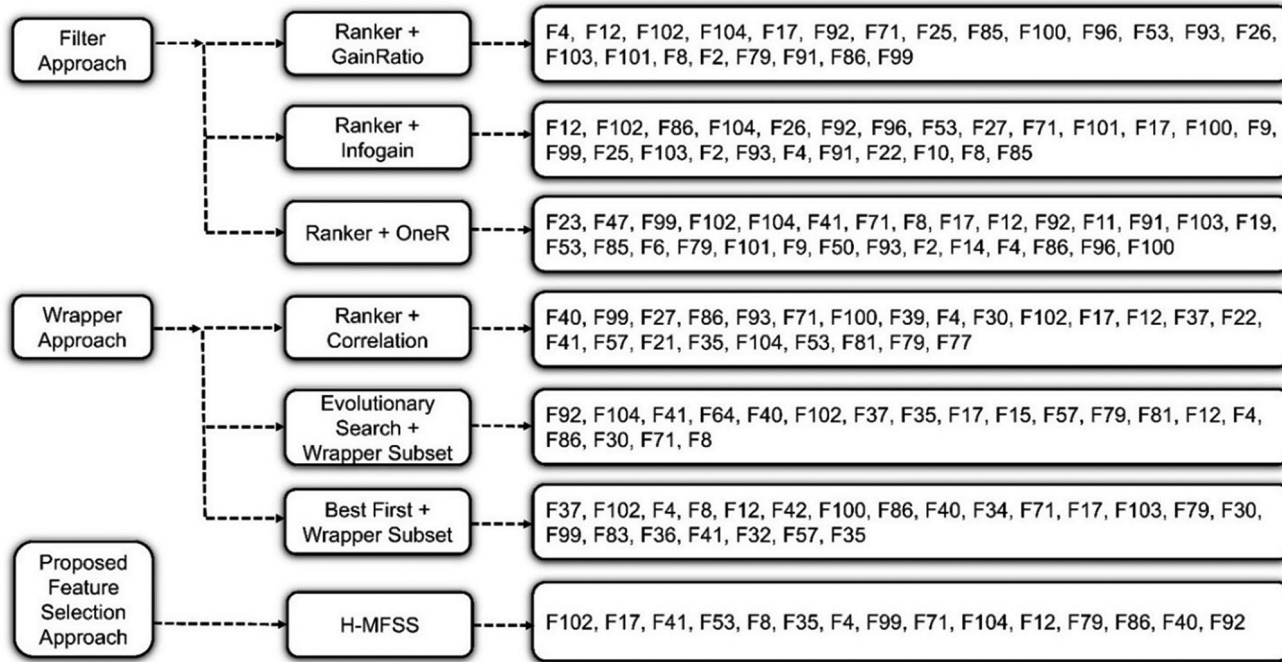 Filter
Approach
Ranker +
GainRatio
F4, F12, F102, F104, F17, F92, F71, F25, F85, F100, F96, F53, F93, F26,
F103, F101, F8, F2, F79, F91, F86, F99
Ranker +
Infogain
F12, F102, F86, F104, F26, F92, F96, F53, F27, F71, F101, F17, F100, F9,
F99, F25, F103, F2, F93, F4, F91, F22, F10, F8, F85
Ranker + OneR
F23, F47, F99, F102, F104, F41, F71, F8, F17, F12, F92, F11, F91, F103, F19,
F53, F85, F6, F79, F101, F9, F50, F93, F2, F14, F4, F86, F96, F100
Wrapper
Approach
Ranker +
Correlation
F40, F99, F27, F86, F93, F71, F100, F39, F4, F30, F102, F17, F12, F37, F22,
F41, F57, F21, F35, F104, F53, F81, F79, F77
Evolutionary
Search +
Wrapper Subset
F92, F104, F41, F64, F40, F102, F37, F35, F17, F15, F57, F79, F81, F12, F4,
F86, F30, F71, F8
Best First +
Wrapper Subset
F37, F102, F4, F8, F12, F42, F100, F86, F40, F34, F71, F17, F103, F79, F30,
F99, F83, F36, F41, F32, F57, F35
Proposed
Feature
Selection
Approach
H-MFSS
F102, F17, F41, F53, F8, F35, F4, F99, F71, F104, F12, F79, F86, F40, F92